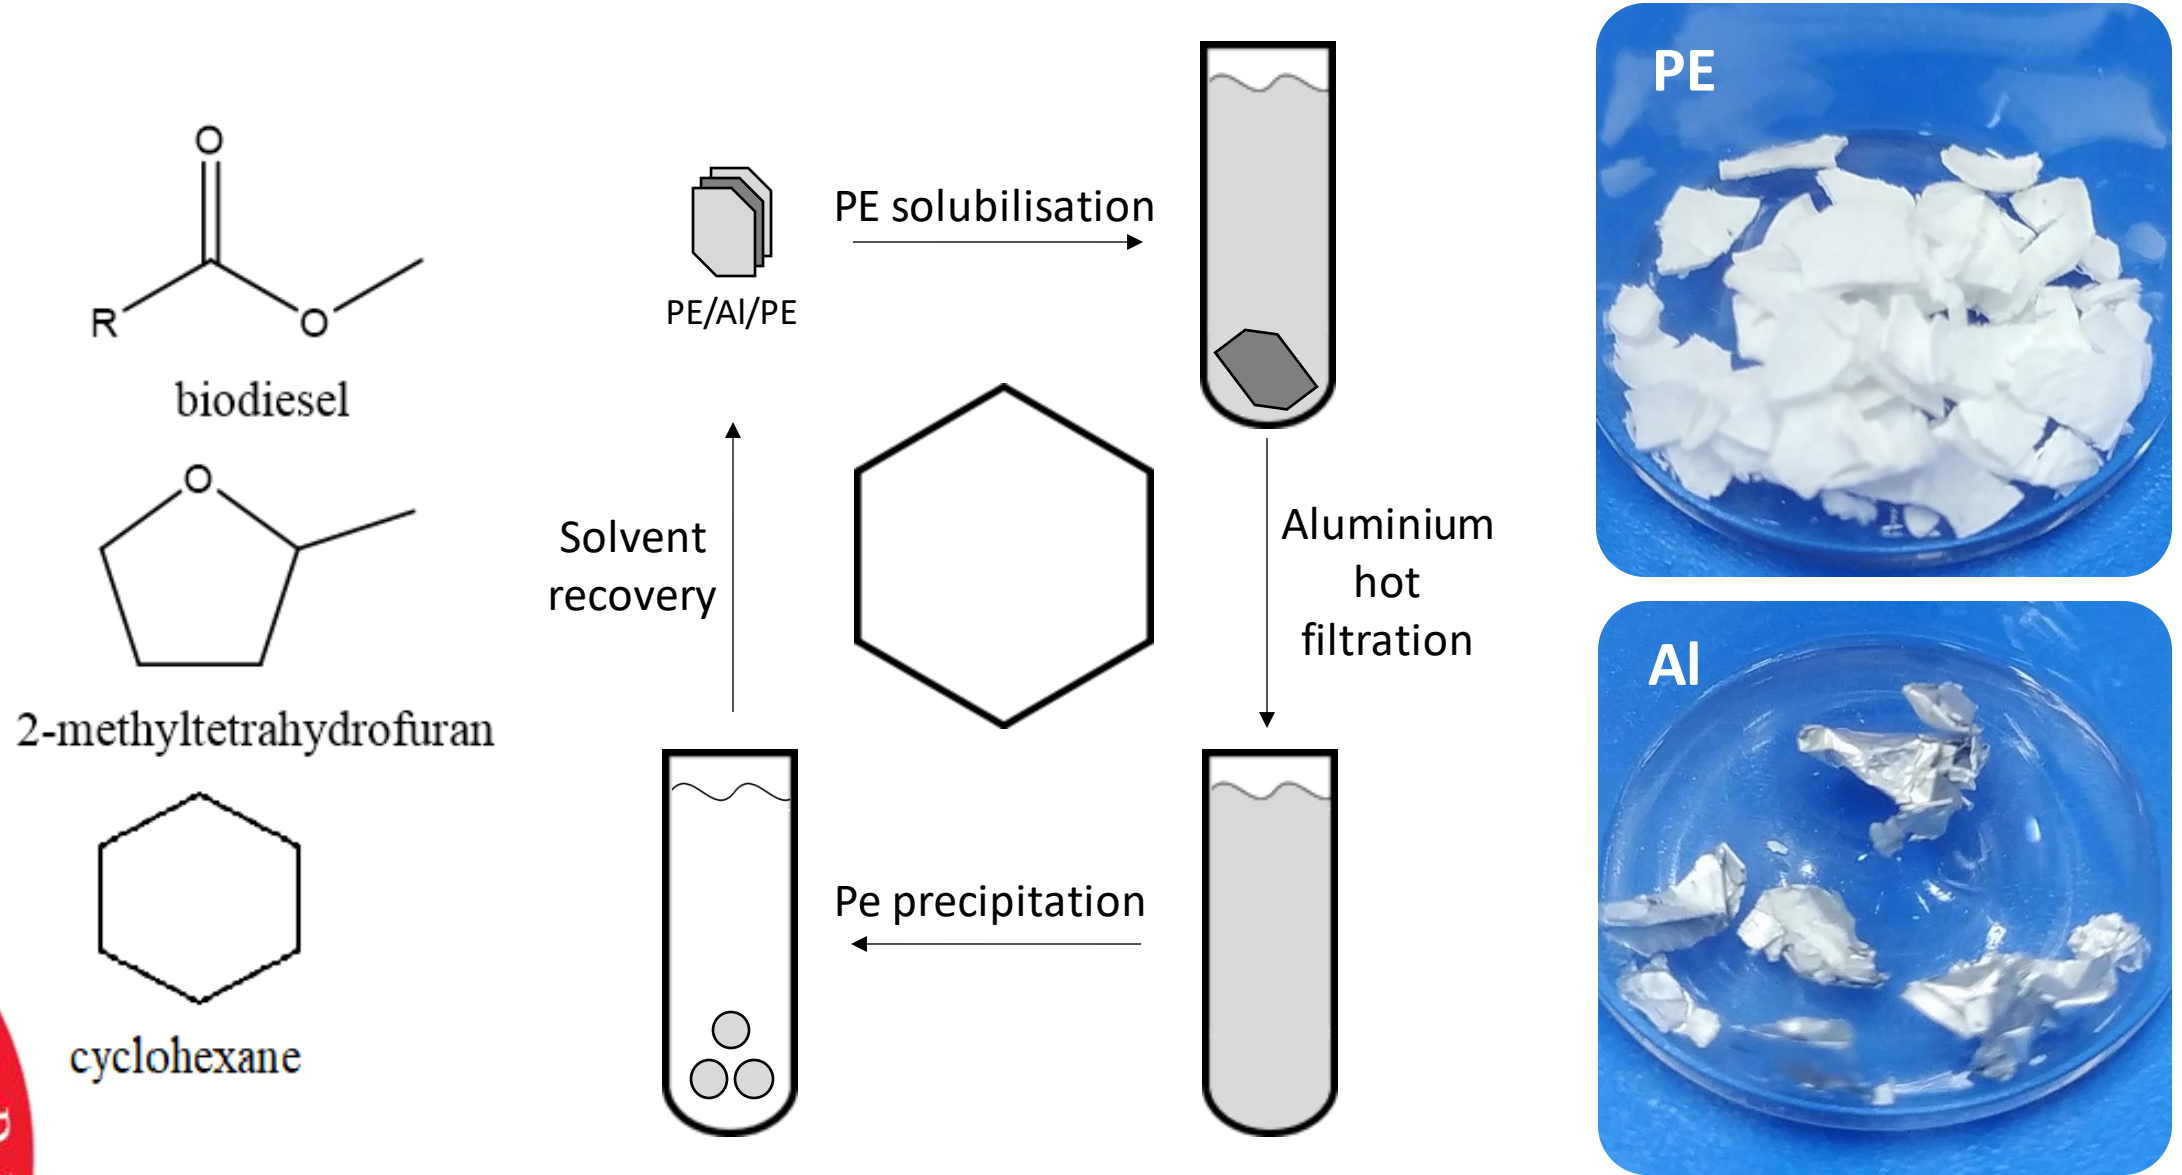 O
R
O
biodiesel
O
2-methyltetrahydrofuran
cyclohexane
PE/Al/PE
PE solubilisation
Aluminium
hot
filtration
Pe precipitation
Solvent
recovery
PE
Al